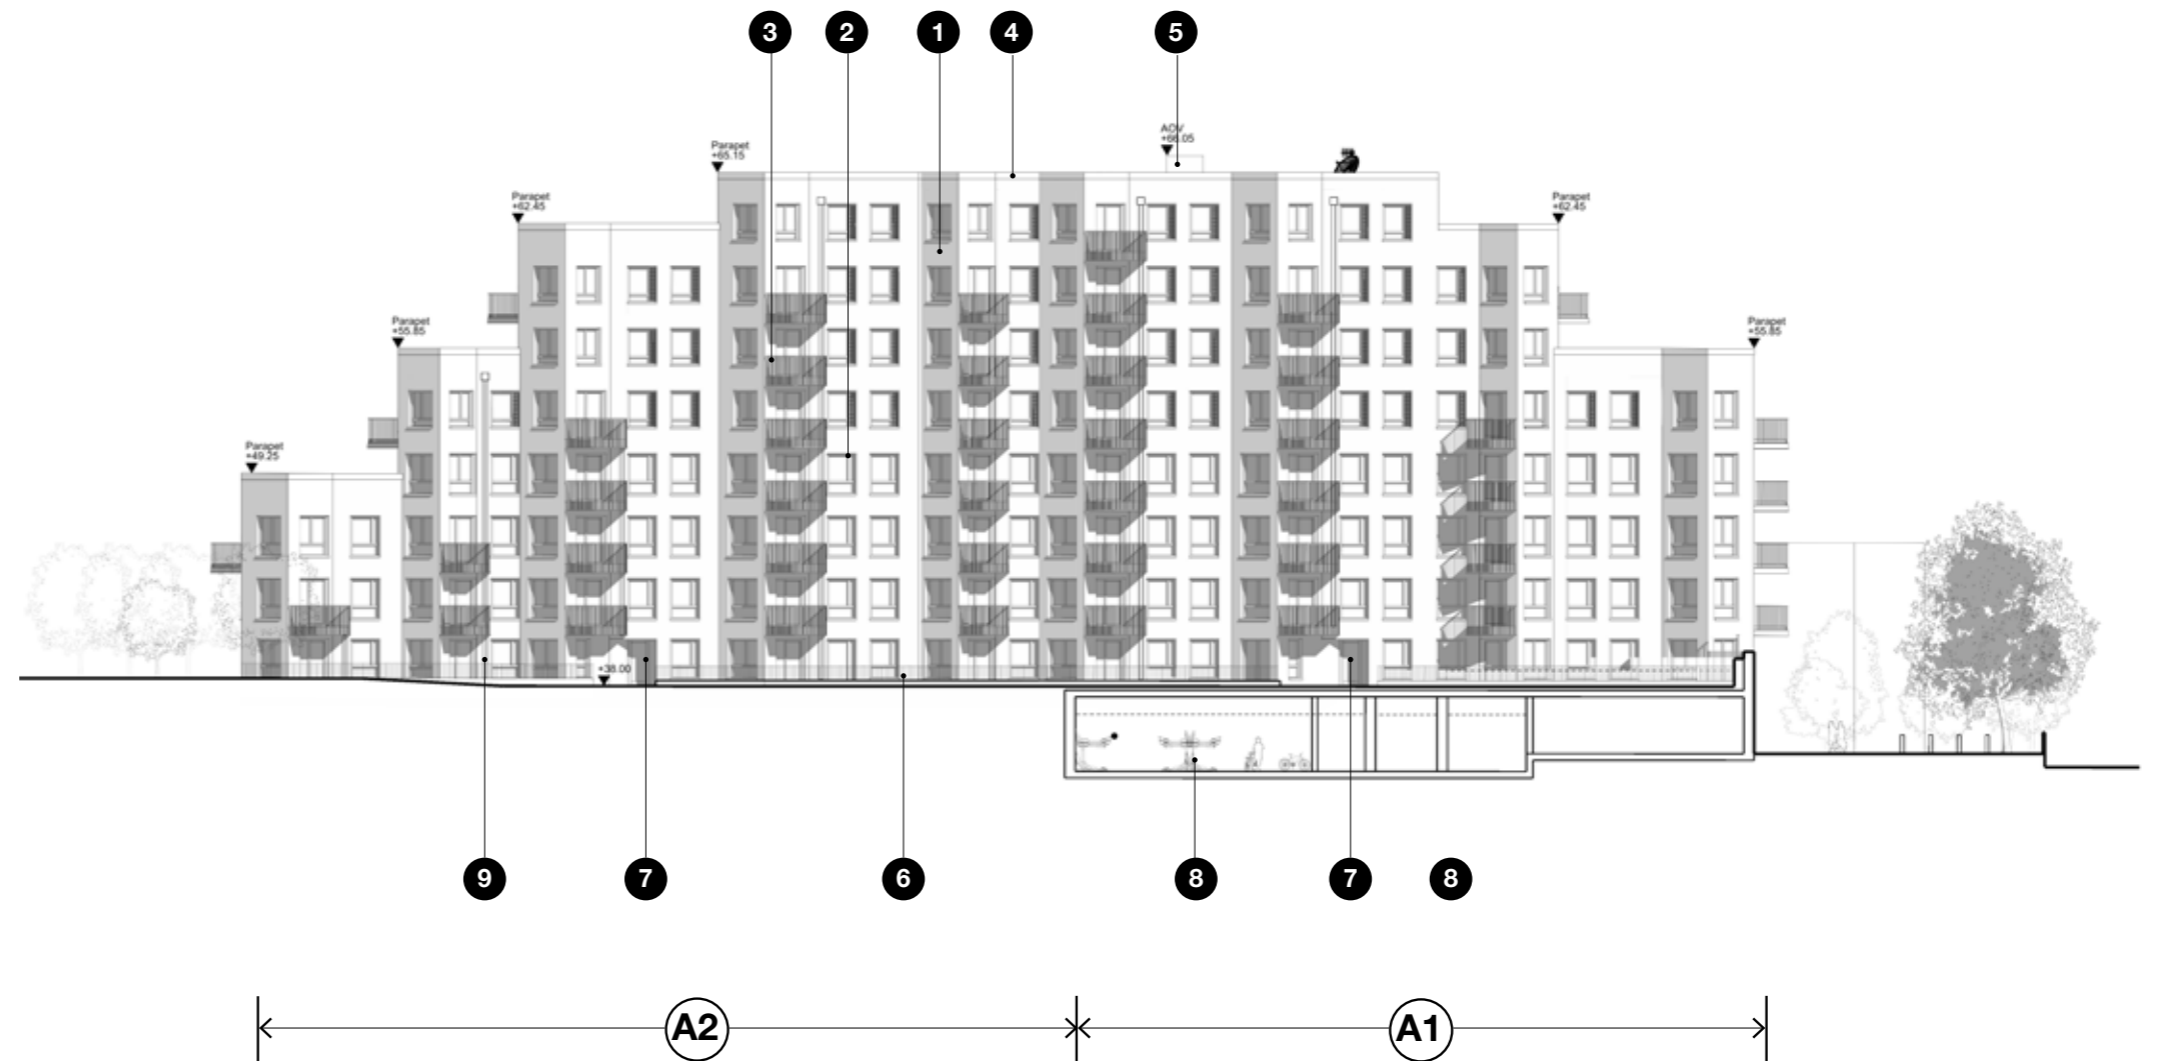 3 2 1 4 5
AOV
+66.05
Parapet
+65.15
Parapet
+62.45
Parapet
+62.45
Parapet
+55.85
Parapet
+55.85
Parapet
+49.25
+38.00
9 7 6 8 7 8
A2 A1